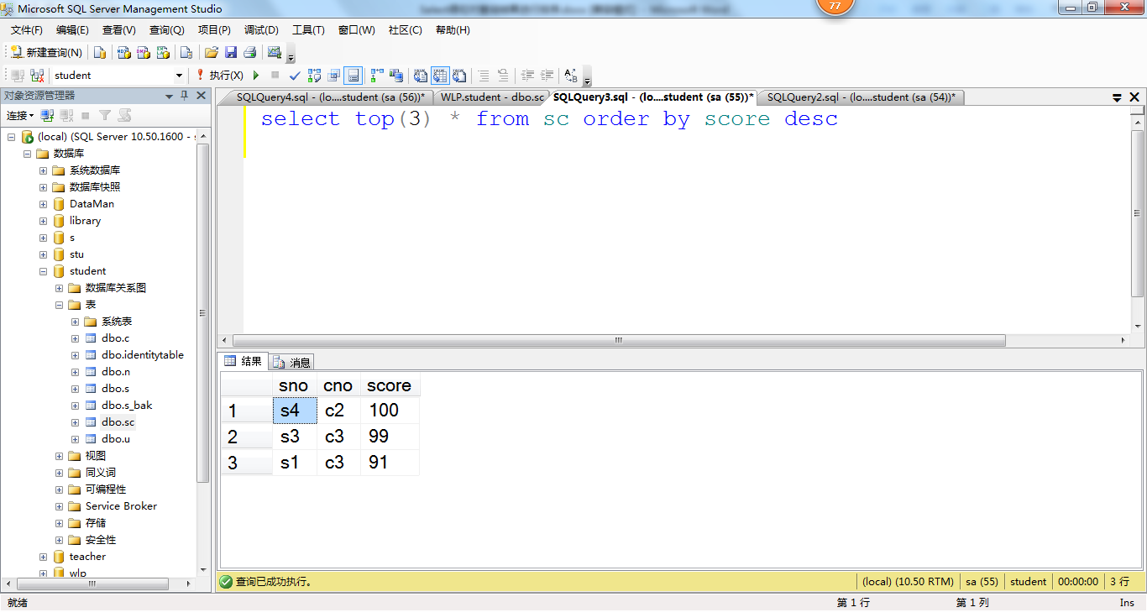 Microsoft SQL Server Management Studio
77
文件(F) 编辑(E) 查看(V) 查询(Q) 项目(P) 调试(D) 工具(T) 窗口(W) 社区(C) 帮助(H)
新建查询(N)
student 执行(X)
对象资源管理器
连接
(local) (SQL Server 10.50.1600 - s
数据库
系统数据库
数据库快照
DataMan
library
s
stu
student
数据库关系图
表
系统表
dbo.c
dbo.identitytable
dbo.n
dbo.s
dbo.s_bak
dbo.sc
dbo.u
视图
同义词
可编程性
Service Broker
存储
安全性
teacher
wlp
SQLQuery4.sql - (lo....student (sa (56))* WLP.student - dbo.sc SQLQuery3.sql - (lo....student (sa (55))* SQLQuery2.sql - (lo....student (sa (54))*
select top(3) * from sc order by score desc
结果 消息
sno cno score
1 s4 c2 100
2 s3 c3 99
3 s1 c3 91
查询已成功执行。 (local) (10.50 RTM) sa (55) student 00:00:00 3 行
就绪 第 1 行 第 1 列 Ins